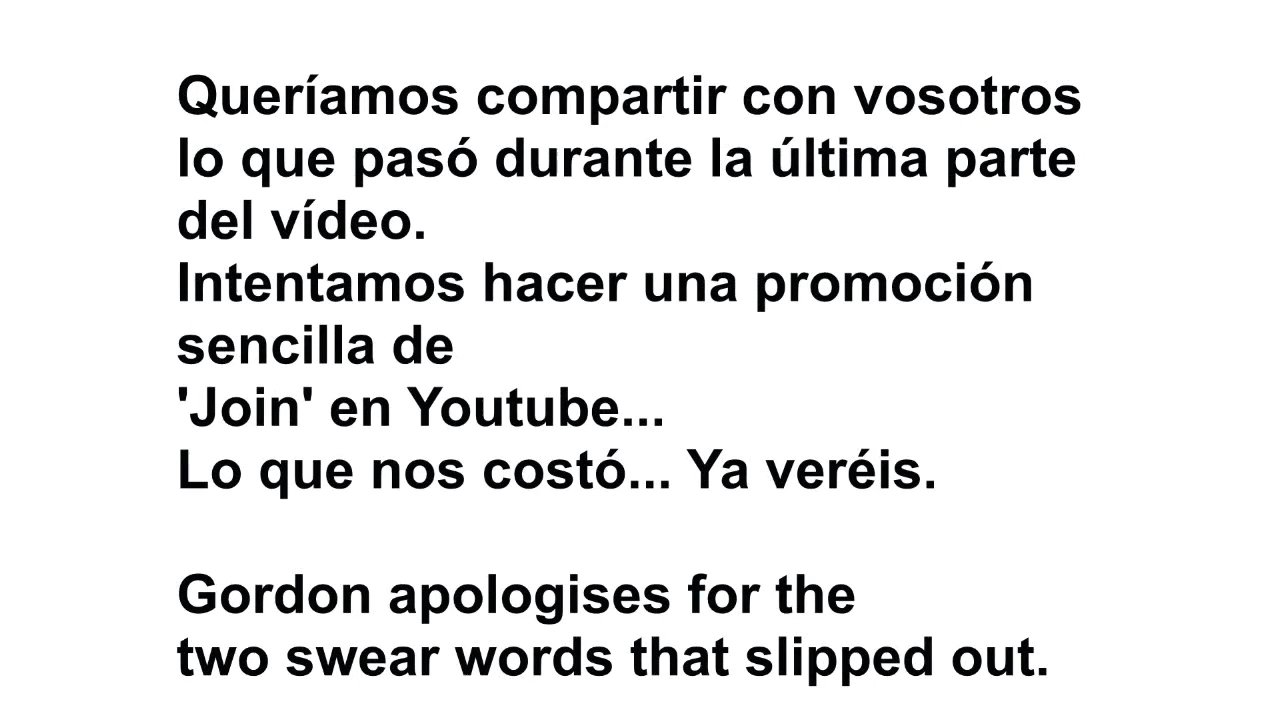 Queríamos compartir con vosotros
lo que pasó durante la última parte
del vídeo.
Intentamos hacer una promoción
sencilla de
'Join' en Youtube...
Lo que nos costó... Ya veréis.
Gordon apologises for the
two swear words that slipped out.